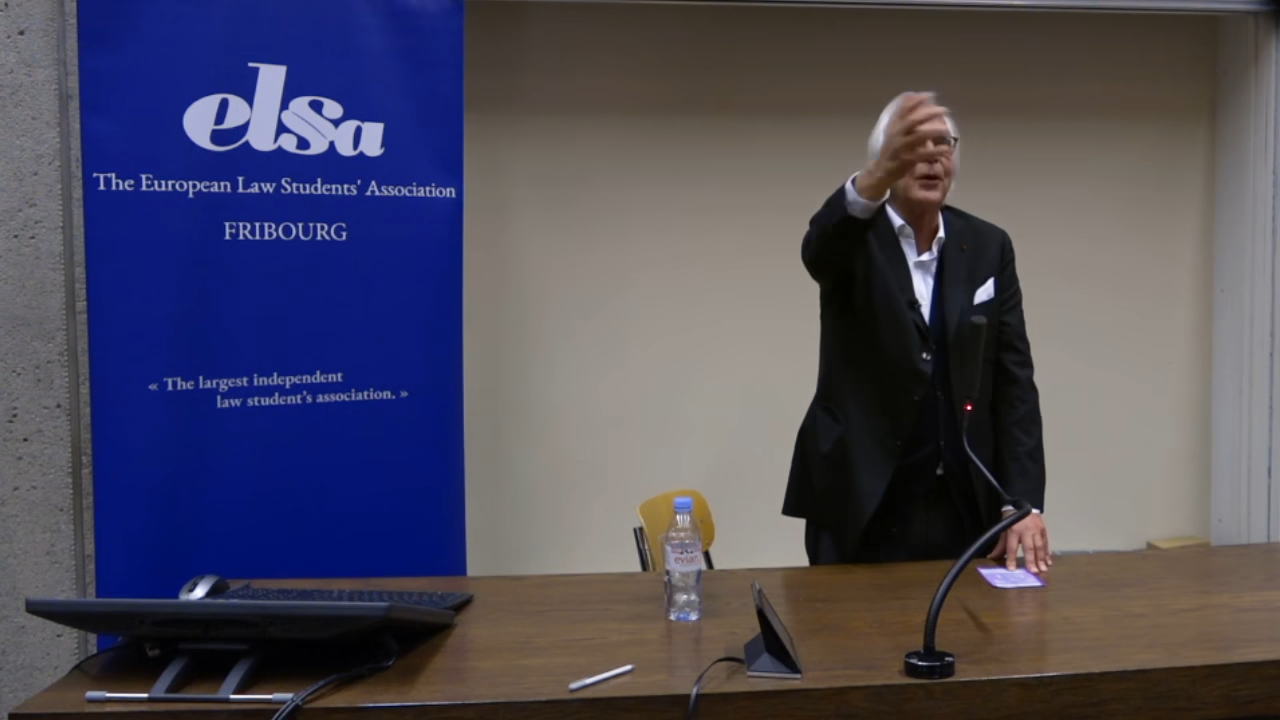 elsa
The European Law Students' Association
FRIBOURG
« The largest independent
law student's association. »
evian